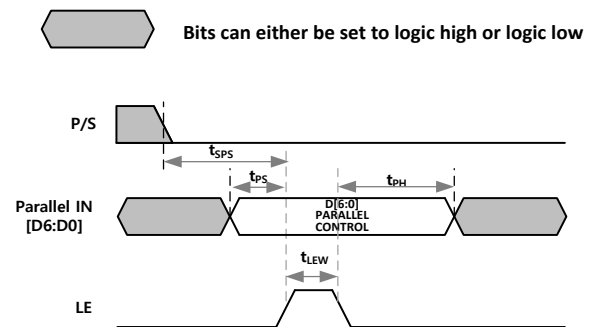 Bits can either be set to logic high or logic low
P/S
tSPS
tPS
tPH
Parallel IN
[D6:D0]
D[6:0]
PARALLEL
CONTROL
tLEW
LE